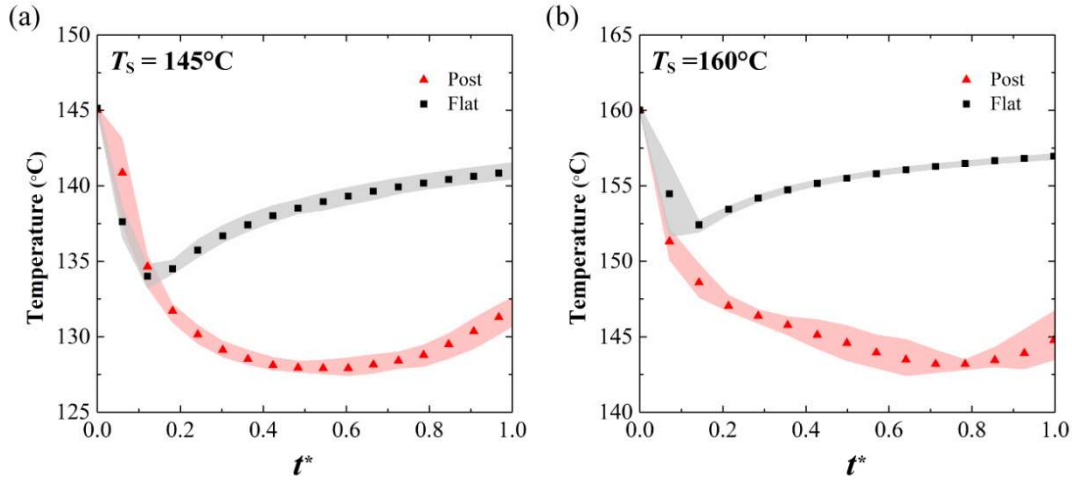 (a)
T_S = 145°C
Post
Flat
150
145
140
135
130
125
Temperature (°C)
0.0 0.2 0.4 0.6 0.8 1.0
t*
(b)
T_S =160°C
Post
Flat
165
160
155
150
145
140
Temperature (°C)
0.0 0.2 0.4 0.6 0.8 1.0
t*